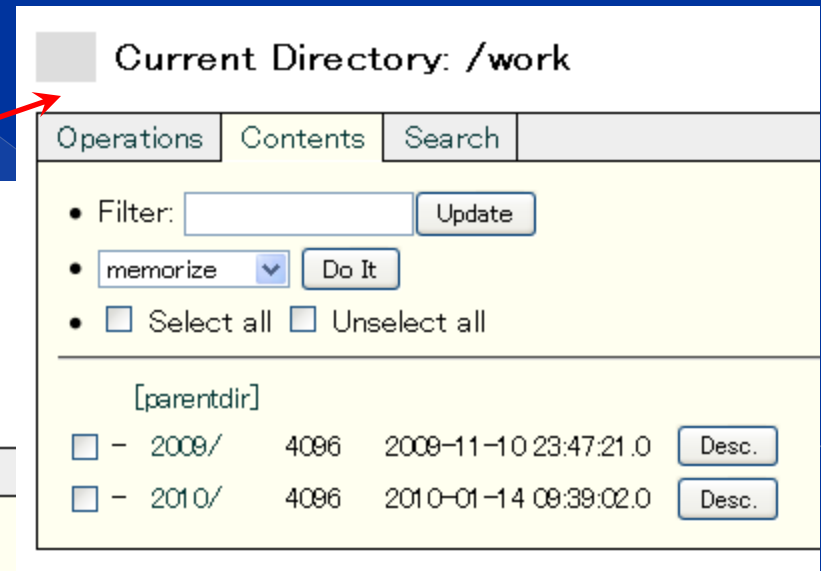 Current Directory: /work
Operations Contents Search
• Filter: Update
• memorize Do It
• Select all Unselect all
[parentdir]
- 2009/ 4096 2009-11-10 23:47:21.0 Desc.
- 2010/ 4096 2010-01-14 09:39:02.0 Desc.